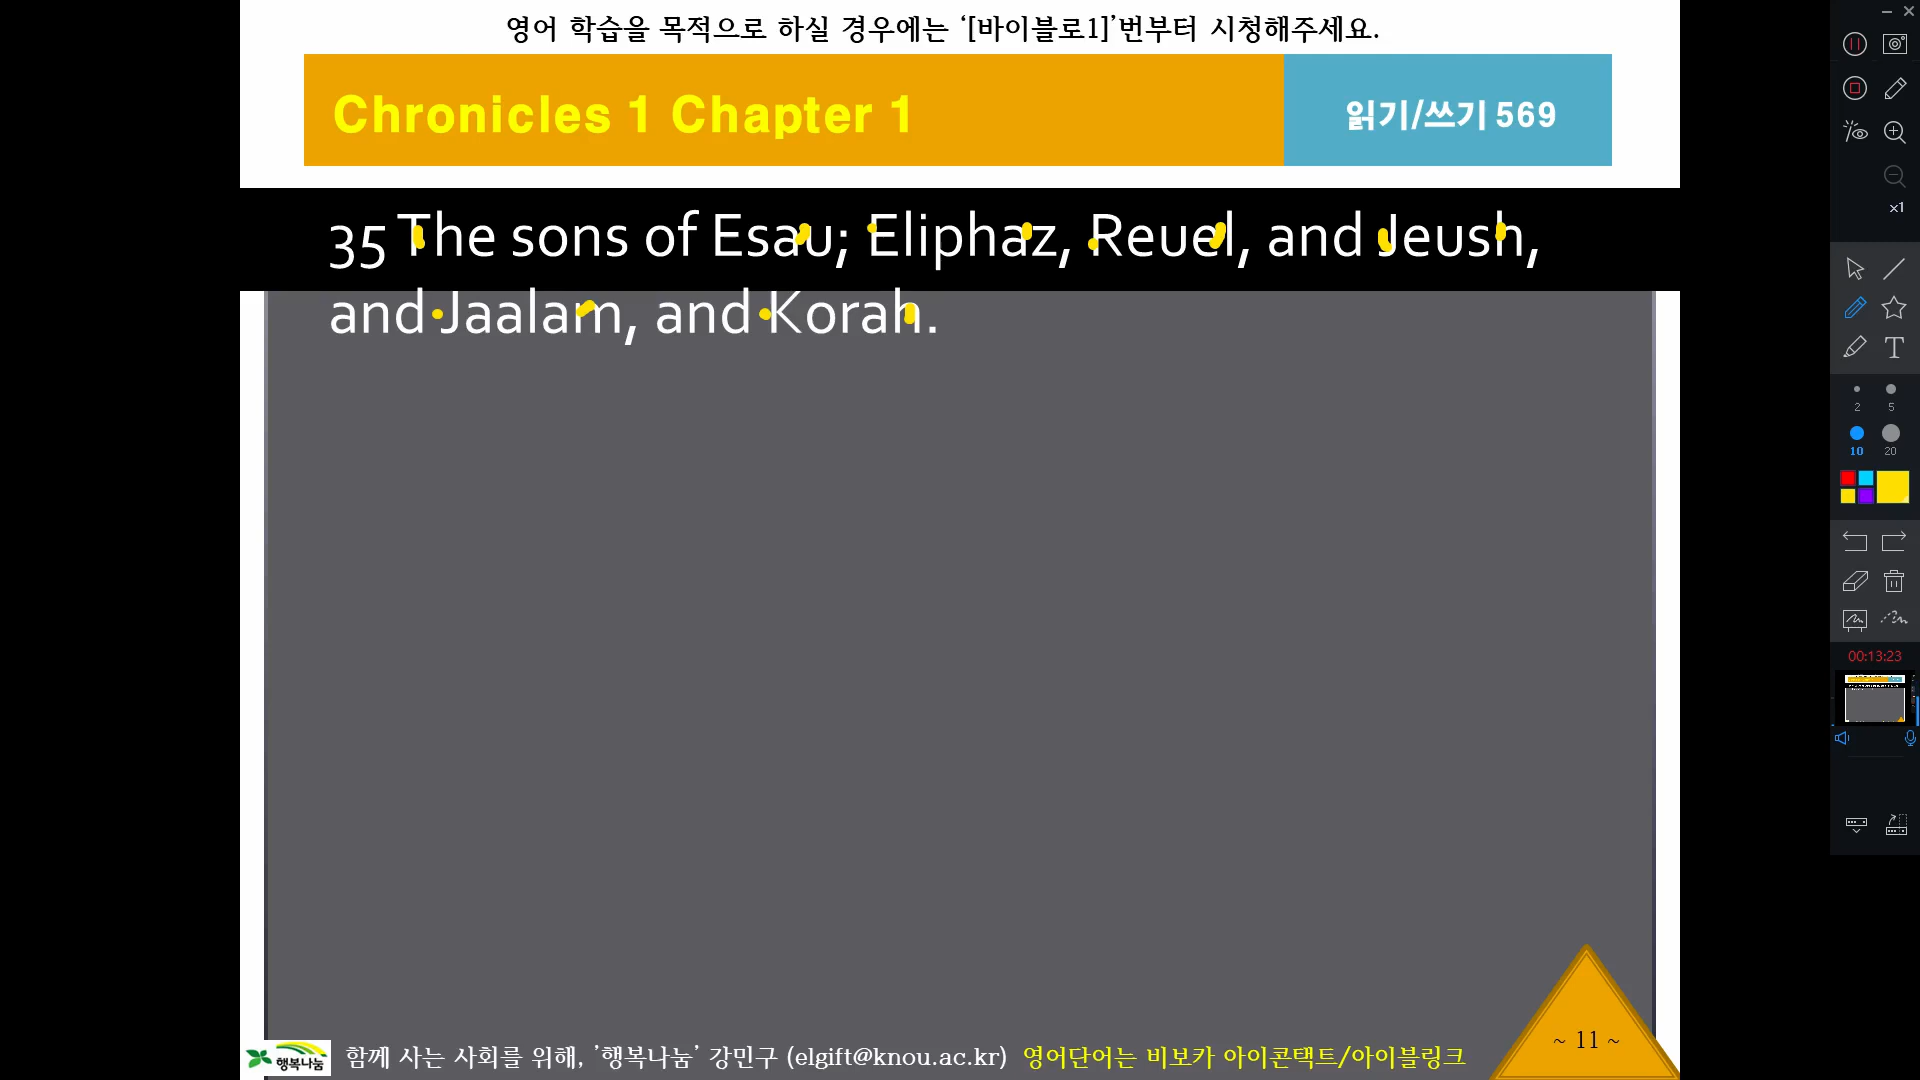 영어 학습을 목적으로 하실 경우에는 ‘[바이블로1]’번부터 시청해주세요.
Chronicles 1 Chapter 1
읽기/쓰기 569
35 The sons of Esau; Eliphaz, Reuel, and Jeush,
and Jaalam, and Korah.
x1
T
2 5
10 20
00:13:23
~ 11 ~
행복나눔
함께 사는 사회를 위해, ’행복나눔’ 강민구 (elgift@knou.ac.kr) 영어단어는 비보카 아이콘택트/아이블링크